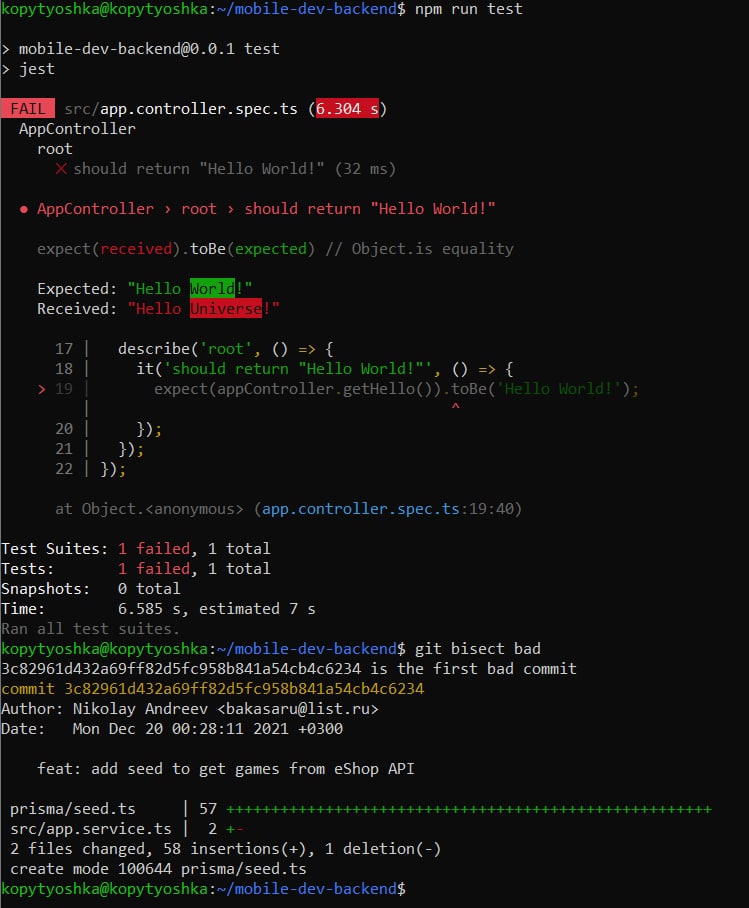 kopytyoshka@kopytyoshka:~/mobile-dev-backend$ npm run test
> mobile-dev-backend@0.0.1 test
> jest
FAIL src/app.controller.spec.ts (6.304 s)
AppController
root
✕ should return "Hello World!" (32 ms)
● AppController › root › should return "Hello World!"
expect(received).toBe(expected) // Object.is equality
Expected: "Hello World!"
Received: "Hello Universe!"
17 |   describe('root', () => {
18 |     it('should return "Hello World!"', () => {
> 19 |       expect(appController.getHello()).toBe('Hello World!');
|                                        ^
20 |     });
21 |   });
22 | });
at Object.<anonymous> (app.controller.spec.ts:19:40)
Test Suites: 1 failed, 1 total
Tests:       1 failed, 1 total
Snapshots:   0 total
Time:        6.585 s, estimated 7 s
Ran all test suites.
kopytyoshka@kopytyoshka:~/mobile-dev-backend$ git bisect bad
3c82961d432a69ff82d5fc958b841a54cb4c6234 is the first bad commit
commit 3c82961d432a69ff82d5fc958b841a54cb4c6234
Author: Nikolay Andreev <bakasaru@list.ru>
Date:   Mon Dec 20 00:28:11 2021 +0300
feat: add seed to get games from eShop API
prisma/seed.ts     | 57 ++++++++++++++++++++++++++++++++++++++++++++++++++++++
src/app.service.ts |  2 +-
2 files changed, 58 insertions(+), 1 deletion(-)
create mode 100644 prisma/seed.ts
kopytyoshka@kopytyoshka:~/mobile-dev-backend$